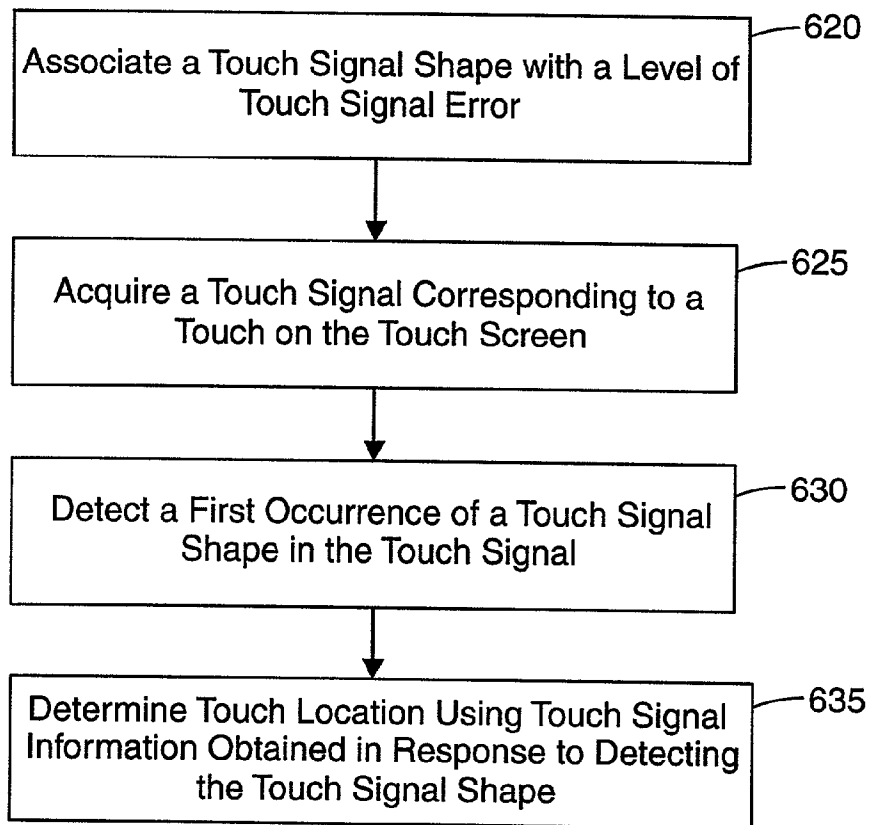 620
Associate a Touch Signal Shape with a Level of
Touch Signal Error
625
Acquire a Touch Signal Corresponding to a
Touch on the Touch Screen
630
Detect a First Occurrence of a Touch Signal
Shape in the Touch Signal
635
Determine Touch Location Using Touch Signal
Information Obtained in Response to Detecting
the Touch Signal Shape